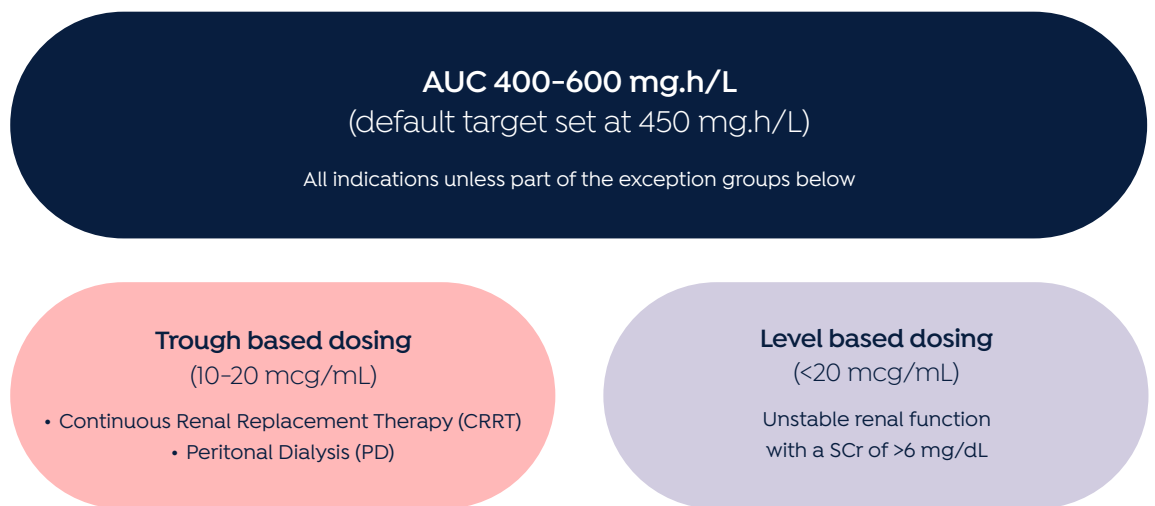 AUC 400-600 mg.h/L
(default target set at 450 mg.h/L)
All indications unless part of the exception groups below
Trough based dosing
(10-20 mcg/mL)
• Continuous Renal Replacement Therapy (CRRT)
• Peritonal Dialysis (PD)
Level based dosing
(<20 mcg/mL)
Unstable renal function
with a SCr of >6 mg/dL